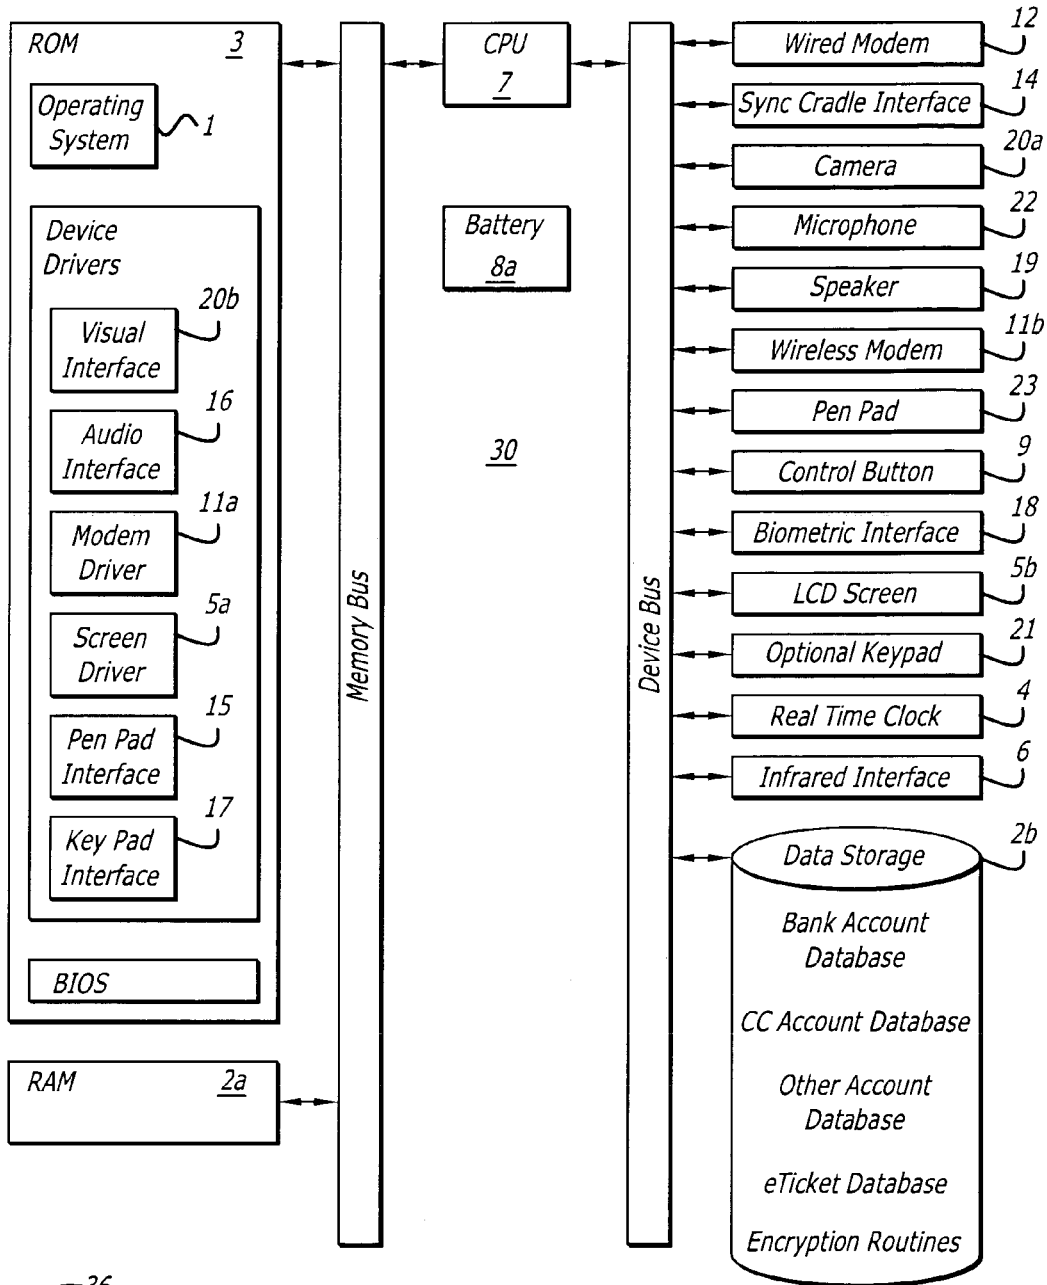 ROM 3
Operating
System
1
Device
Drivers
20b
Visual
Interface
16
Audio
Interface
11a
Modem
Driver
5a
Screen
Driver
15
Pen Pad
Interface
17
Key Pad
Interface
BIOS
RAM 2a
Memory Bus
CPU
7
Battery
8a
30
Device Bus
12
Wired Modem
14
Sync Cradle Interface
20a
Camera
22
Microphone
19
Speaker
11b
Wireless Modem
23
Pen Pad
9
Control Button
18
Biometric Interface
5b
LCD Screen
21
Optional Keypad
4
Real Time Clock
6
Infrared Interface
2b
Data Storage
Bank Account
Database
CC Account Database
Other Account
Database
eTicket Database
Encryption Routines
36